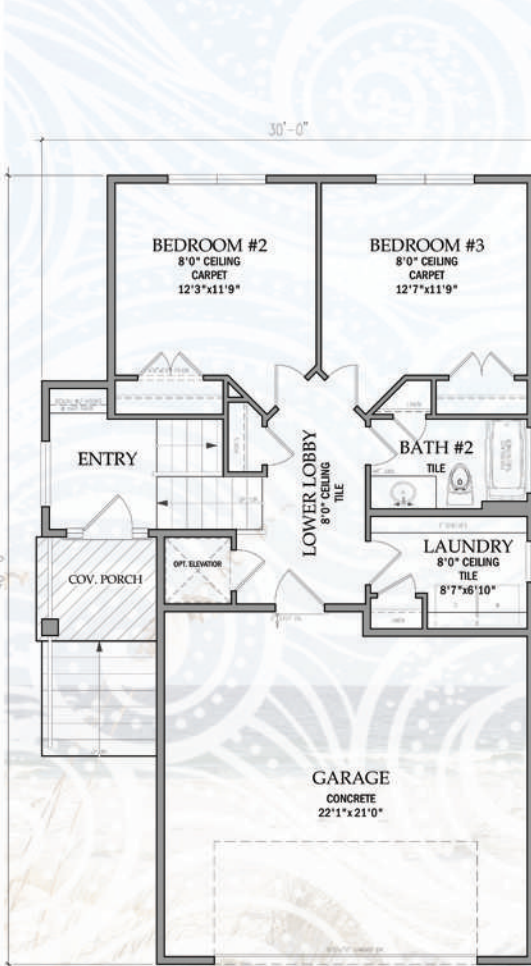 30'-0"
BEDROOM #2
8'0" CEILING
CARPET
12'3"x11'9"
BEDROOM #3
8'0" CEILING
CARPET
12'7"x11'9"
ENTRY
LOWER LOBBY
8'0" CEILING
TILE
BATH #2
TILE
LAUNDRY
8'0" CEILING
TILE
8'7"x6'10"
OPT. ELEVATOR
COV. PORCH
GARAGE
CONCRETE
22'1"x21'0"